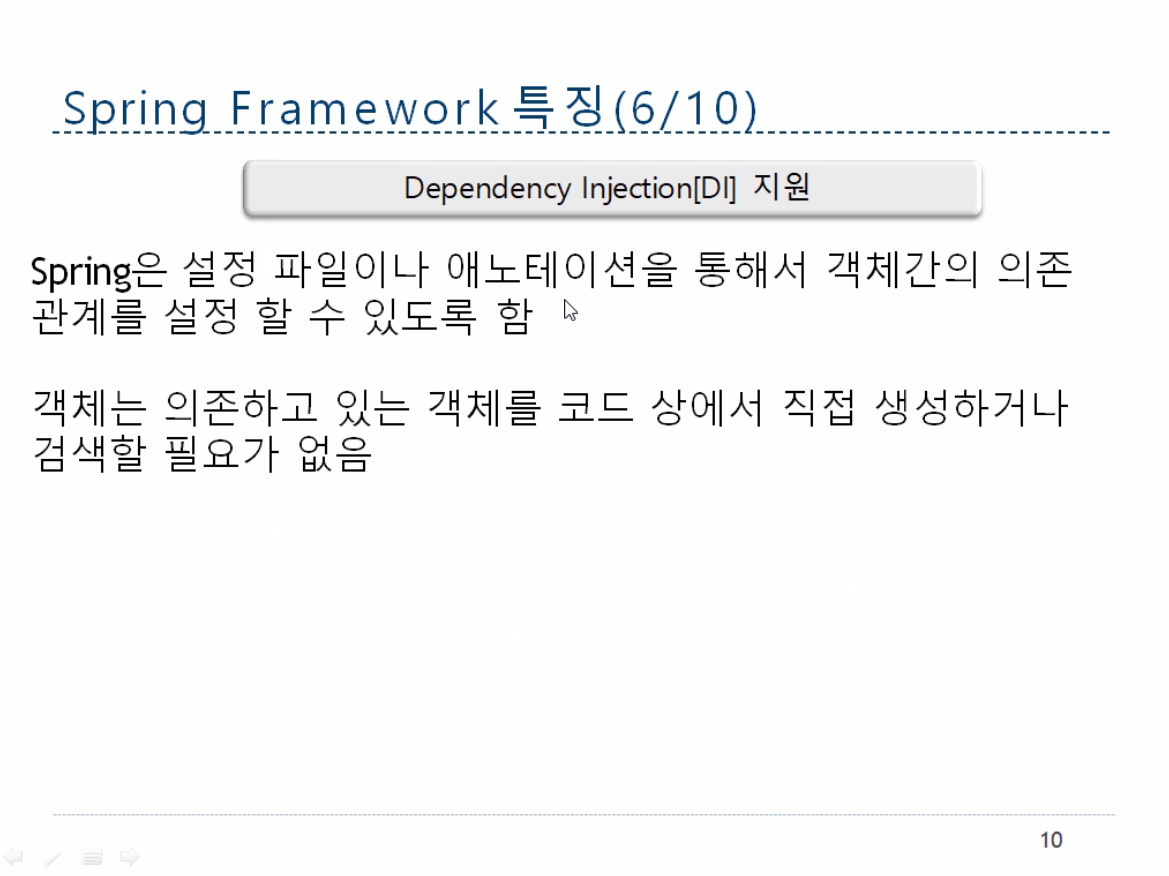 Spring Framework 특징(6/10)
Dependency Injection[DI] 지원
Spring은 설정 파일이나 애노테이션을 통해서 객체간의 의존
관계를 설정 할 수 있도록 함
객체는 의존하고 있는 객체를 코드 상에서 직접 생성하거나
검색할 필요가 없음
10